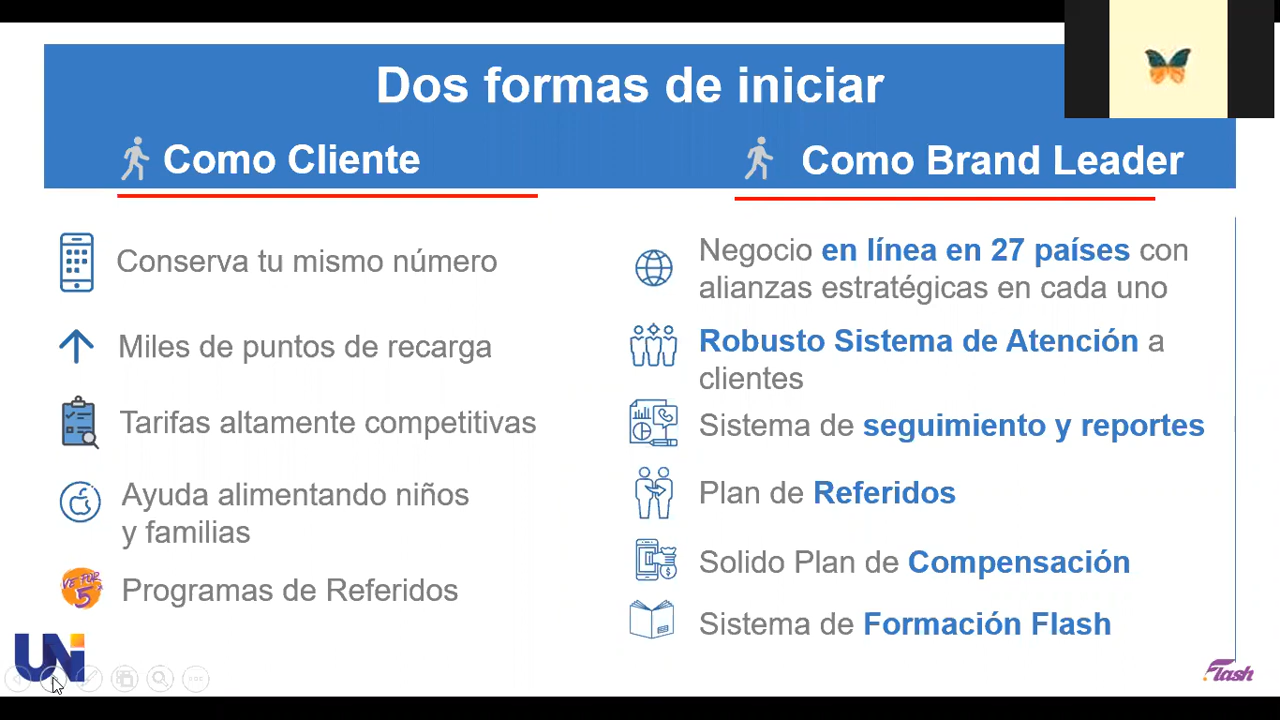 Dos formas de iniciar
Como Cliente
Conserva tu mismo número
Miles de puntos de recarga
Tarifas altamente competitivas
Ayuda alimentando niños
y familias
VE FOR
5
Programas de Referidos
Como Brand Leader
Negocio en línea en 27 países con
alianzas estratégicas en cada uno
Robusto Sistema de Atención a
clientes
Sistema de seguimiento y reportes
Plan de Referidos
Solido Plan de Compensación
Sistema de Formación Flash
UNi
Flash